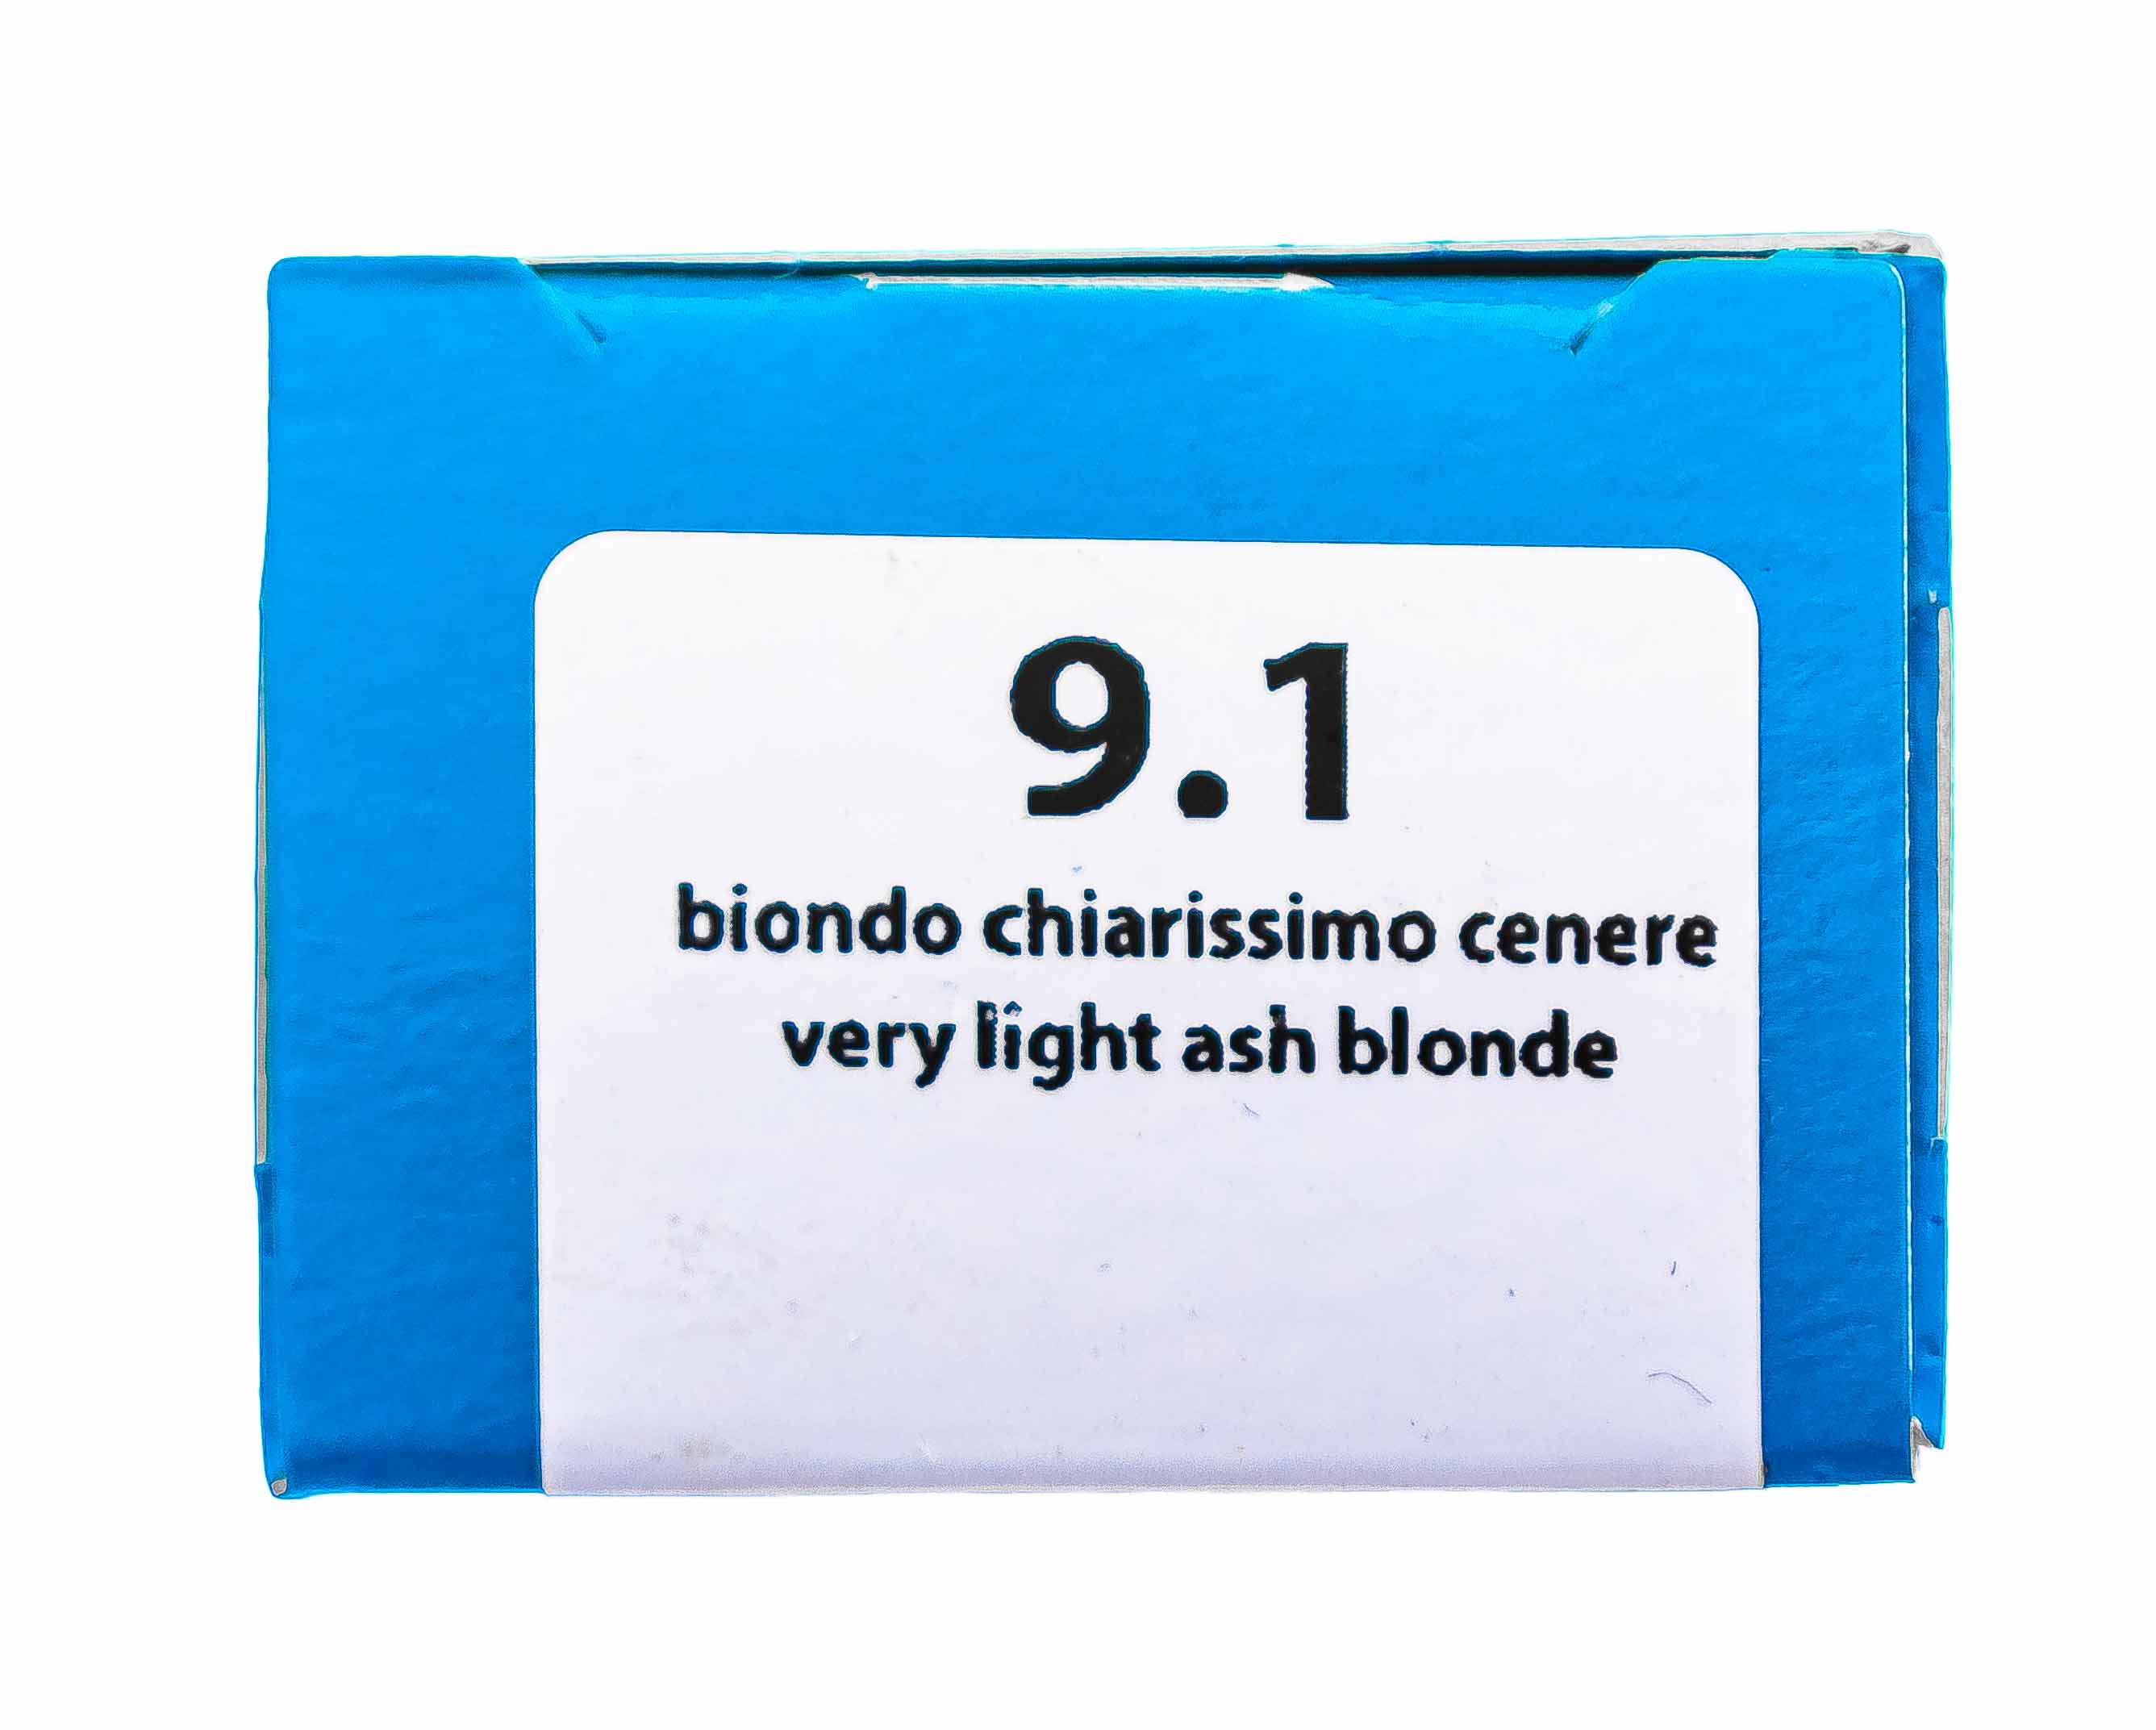 9.1
biondo chiarissimo cenere
very light ash blonde